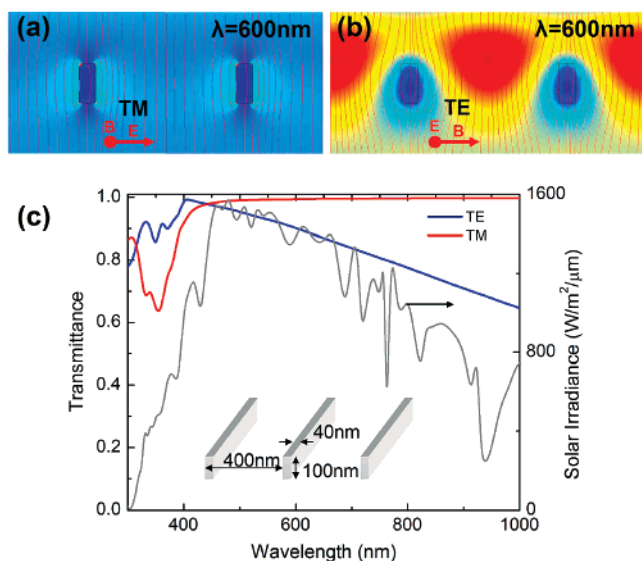 (a) λ=600nm
TM
B E
(b) λ=600nm
TE
E B
(c)
TE
TM
1.0
0.8
0.6
0.4
0.2
0.0
Transmittance
1600
800
0
Solar Irradiance (W/m²/μm)
40nm
400nm
100nm
400 600 800 1000
Wavelength (nm)